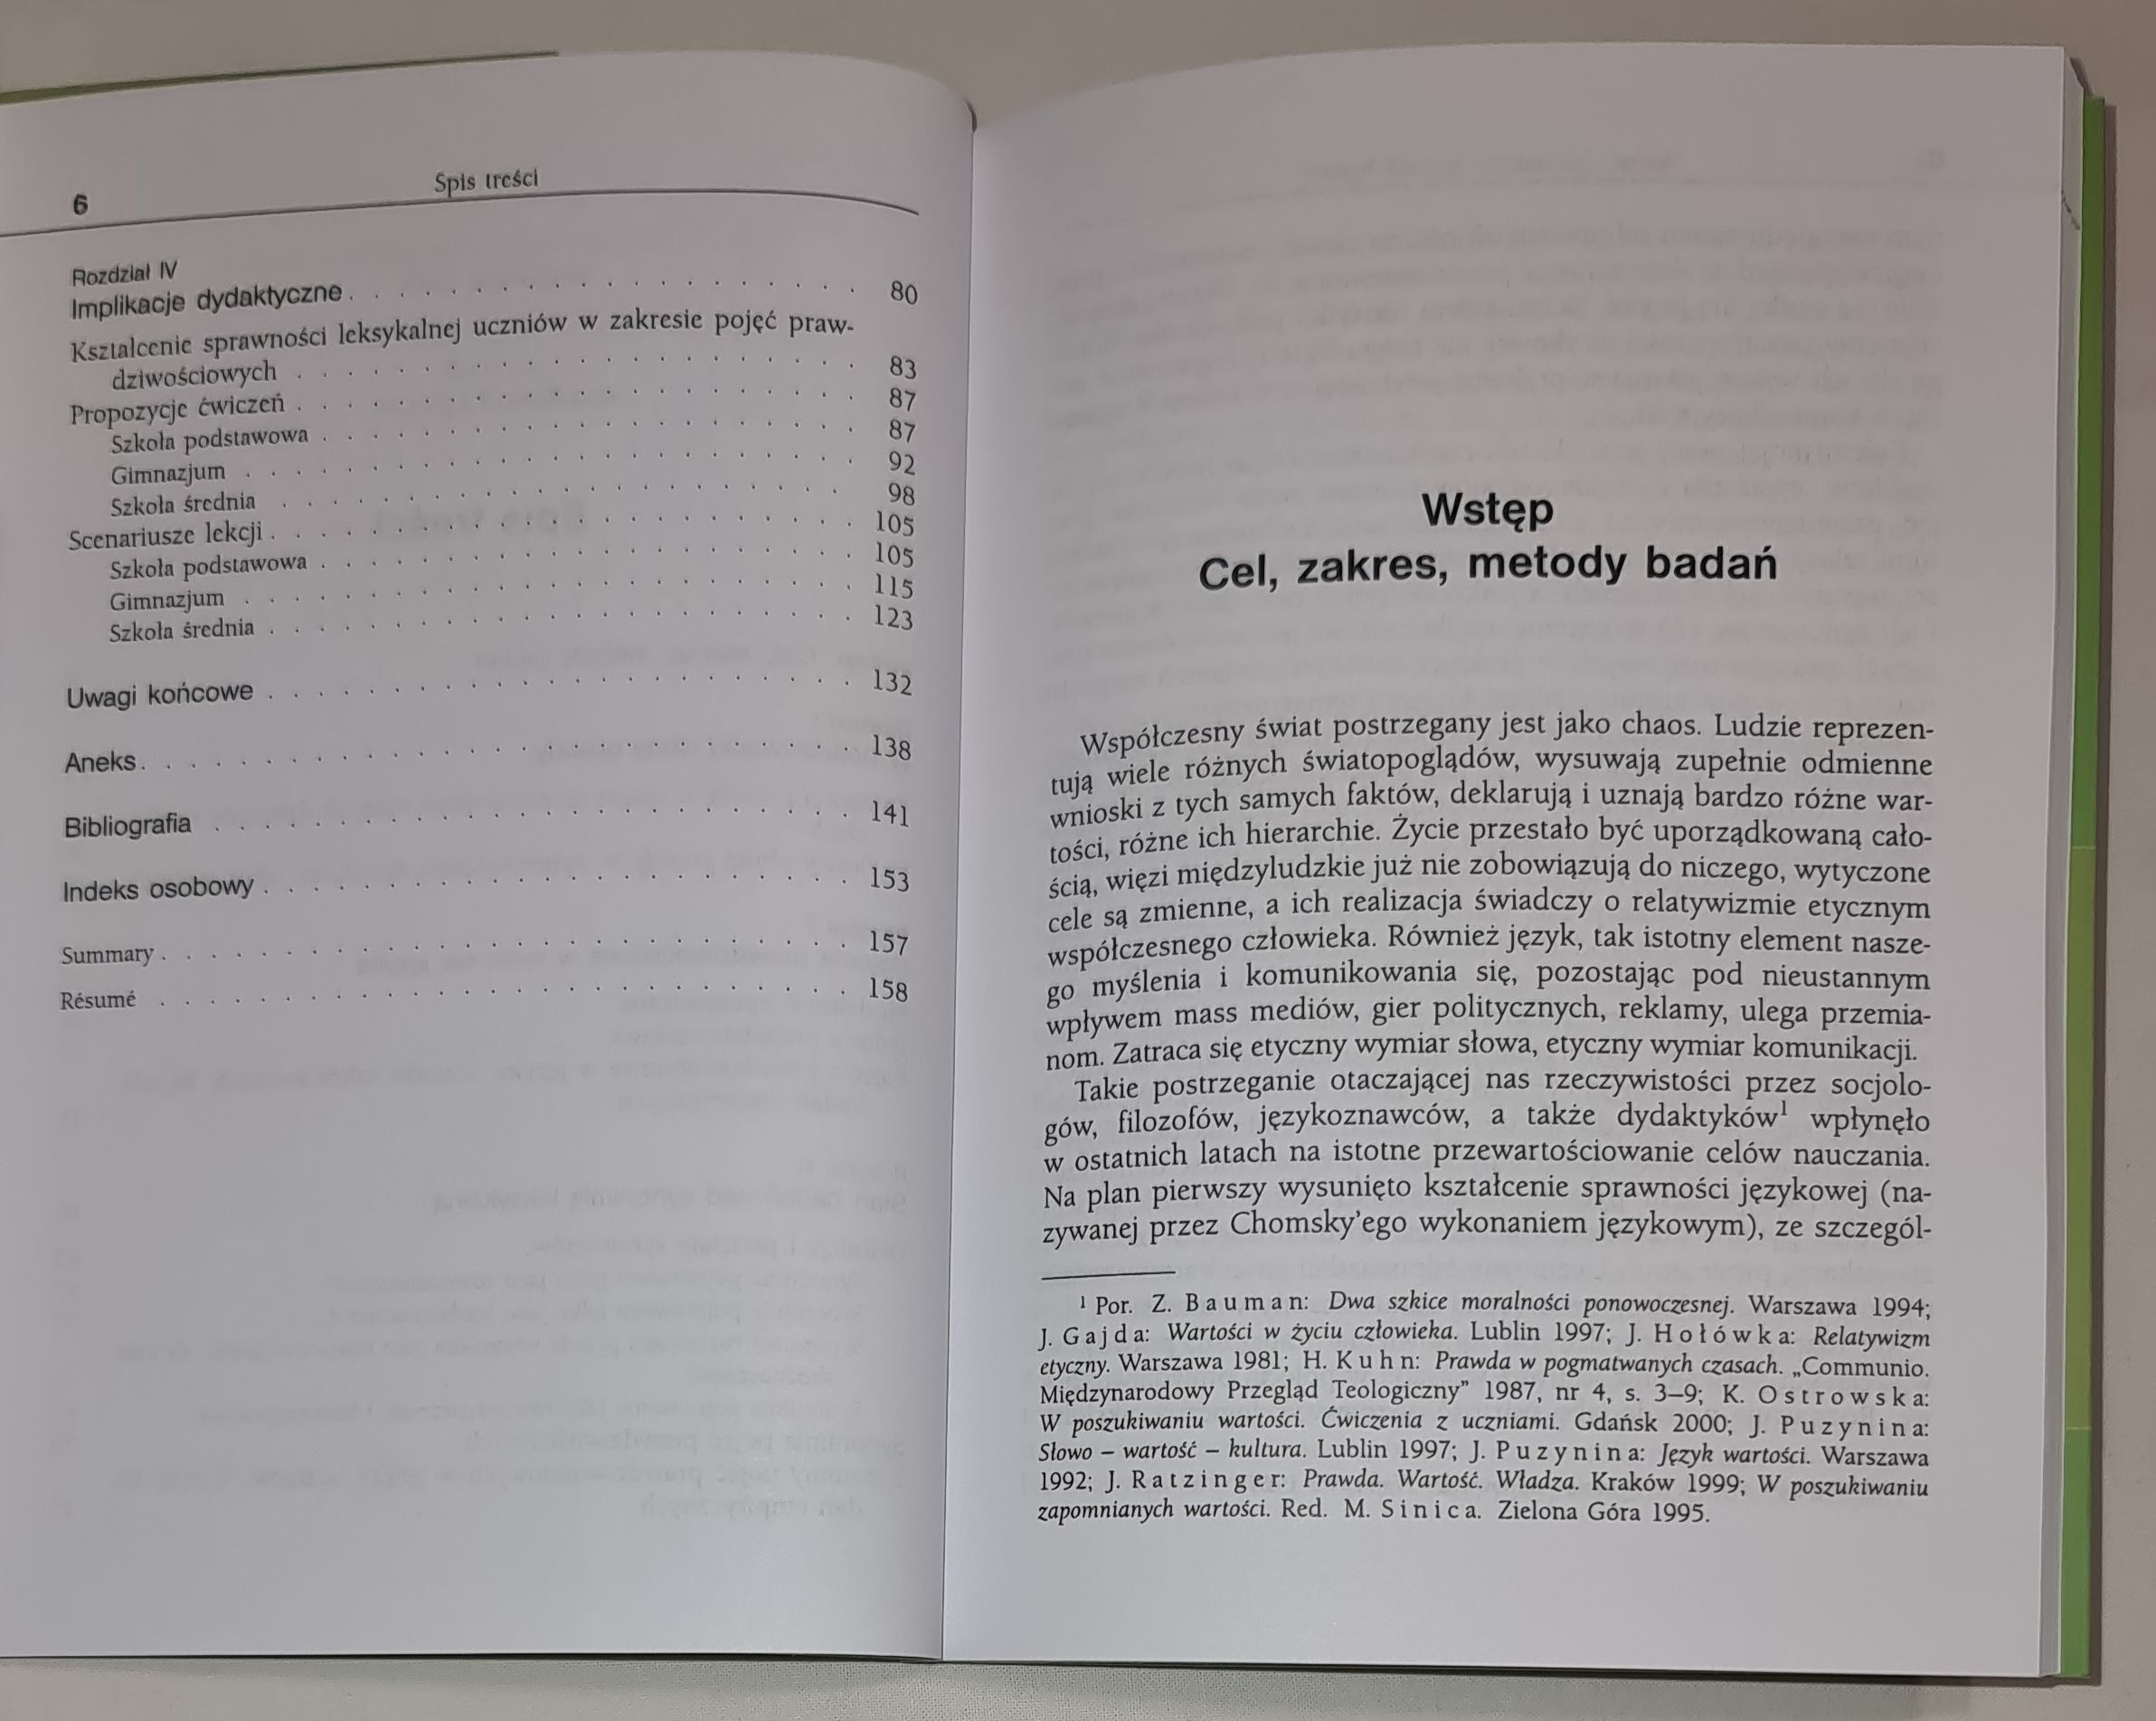 6
Spis treści
Rozdział IV
Implikacje dydaktyczne . . . . . . . . . . . . . . . . . . 80
Kształcenie sprawności leksykalnej uczniów w zakresie pojęć praw-
dziwościowych . . . . . . . . . . . . . . . . . . . . 83
Propozycje ćwiczeń . . . . . . . . . . . . . . . . . . . . 87
Szkoła podstawowa . . . . . . . . . . . . . . . . . . . 87
Gimnazjum . . . . . . . . . . . . . . . . . . . . . . 92
Szkoła średnia . . . . . . . . . . . . . . . . . . . . . 98
Scenariusze lekcji . . . . . . . . . . . . . . . . . . . . 105
Szkoła podstawowa . . . . . . . . . . . . . . . . . . . 105
Gimnazjum . . . . . . . . . . . . . . . . . . . . . . 115
Szkoła średnia . . . . . . . . . . . . . . . . . . . . . 123
Uwagi końcowe . . . . . . . . . . . . . . . . . . . . . 132
Aneks . . . . . . . . . . . . . . . . . . . . . . . . . 138
Bibliografia . . . . . . . . . . . . . . . . . . . . . . . 141
Indeks osobowy . . . . . . . . . . . . . . . . . . . . . 153
Summary . . . . . . . . . . . . . . . . . . . . . . . . 157
Résumé . . . . . . . . . . . . . . . . . . . . . . . . 158
Wstęp
Cel, zakres, metody badań
Współczesny świat postrzegany jest jako chaos. Ludzie reprezen-
tują wiele różnych światopoglądów, wysuwają zupełnie odmienne
wnioski z tych samych faktów, deklarują i uznają bardzo różne war-
tości, różne ich hierarchie. Życie przestało być uporządkowaną cało-
ścią, więzi międzyludzkie już nie zobowiązują do niczego, wytyczone
cele są zmienne, a ich realizacja świadczy o relatywizmie etycznym
współczesnego człowieka. Również język, tak istotny element nasze-
go myślenia i komunikowania się, pozostając pod nieustannym
wpływem mass mediów, gier politycznych, reklamy, ulega przemia-
nom. Zatraca się etyczny wymiar słowa, etyczny wymiar komunikacji.
Takie postrzeganie otaczającej nas rzeczywistości przez socjolo-
gów, filozofów, językoznawców, a także dydaktyków¹ wpłynęło
w ostatnich latach na istotne przewartościowanie celów nauczania.
Na plan pierwszy wysunięto kształcenie sprawności językowej (na-
zywanej przez Chomsky’ego wykonaniem językowym), ze szczegól-
¹ Por. Z. Bauman: Dwa szkice moralności ponowoczesnej. Warszawa 1994;
J. Gajda: Wartości w życiu człowieka. Lublin 1997; J. Hołówka: Relatywizm
etyczny. Warszawa 1981; H. Kuhn: Prawda w pogmatwanych czasach. „Communio.
Międzynarodowy Przegląd Teologiczny” 1987, nr 4, s. 3–9; K. Ostrowska:
W poszukiwaniu wartości. Ćwiczenia z uczniami. Gdańsk 2000; J. Puzynina:
Słowo – wartość – kultura. Lublin 1997; J. Puzynina: Język wartości. Warszawa
1992; J. Ratzinger: Prawda. Wartość. Władza. Kraków 1999; W poszukiwaniu
zapomnianych wartości. Red. M. Sinica. Zielona Góra 1995.